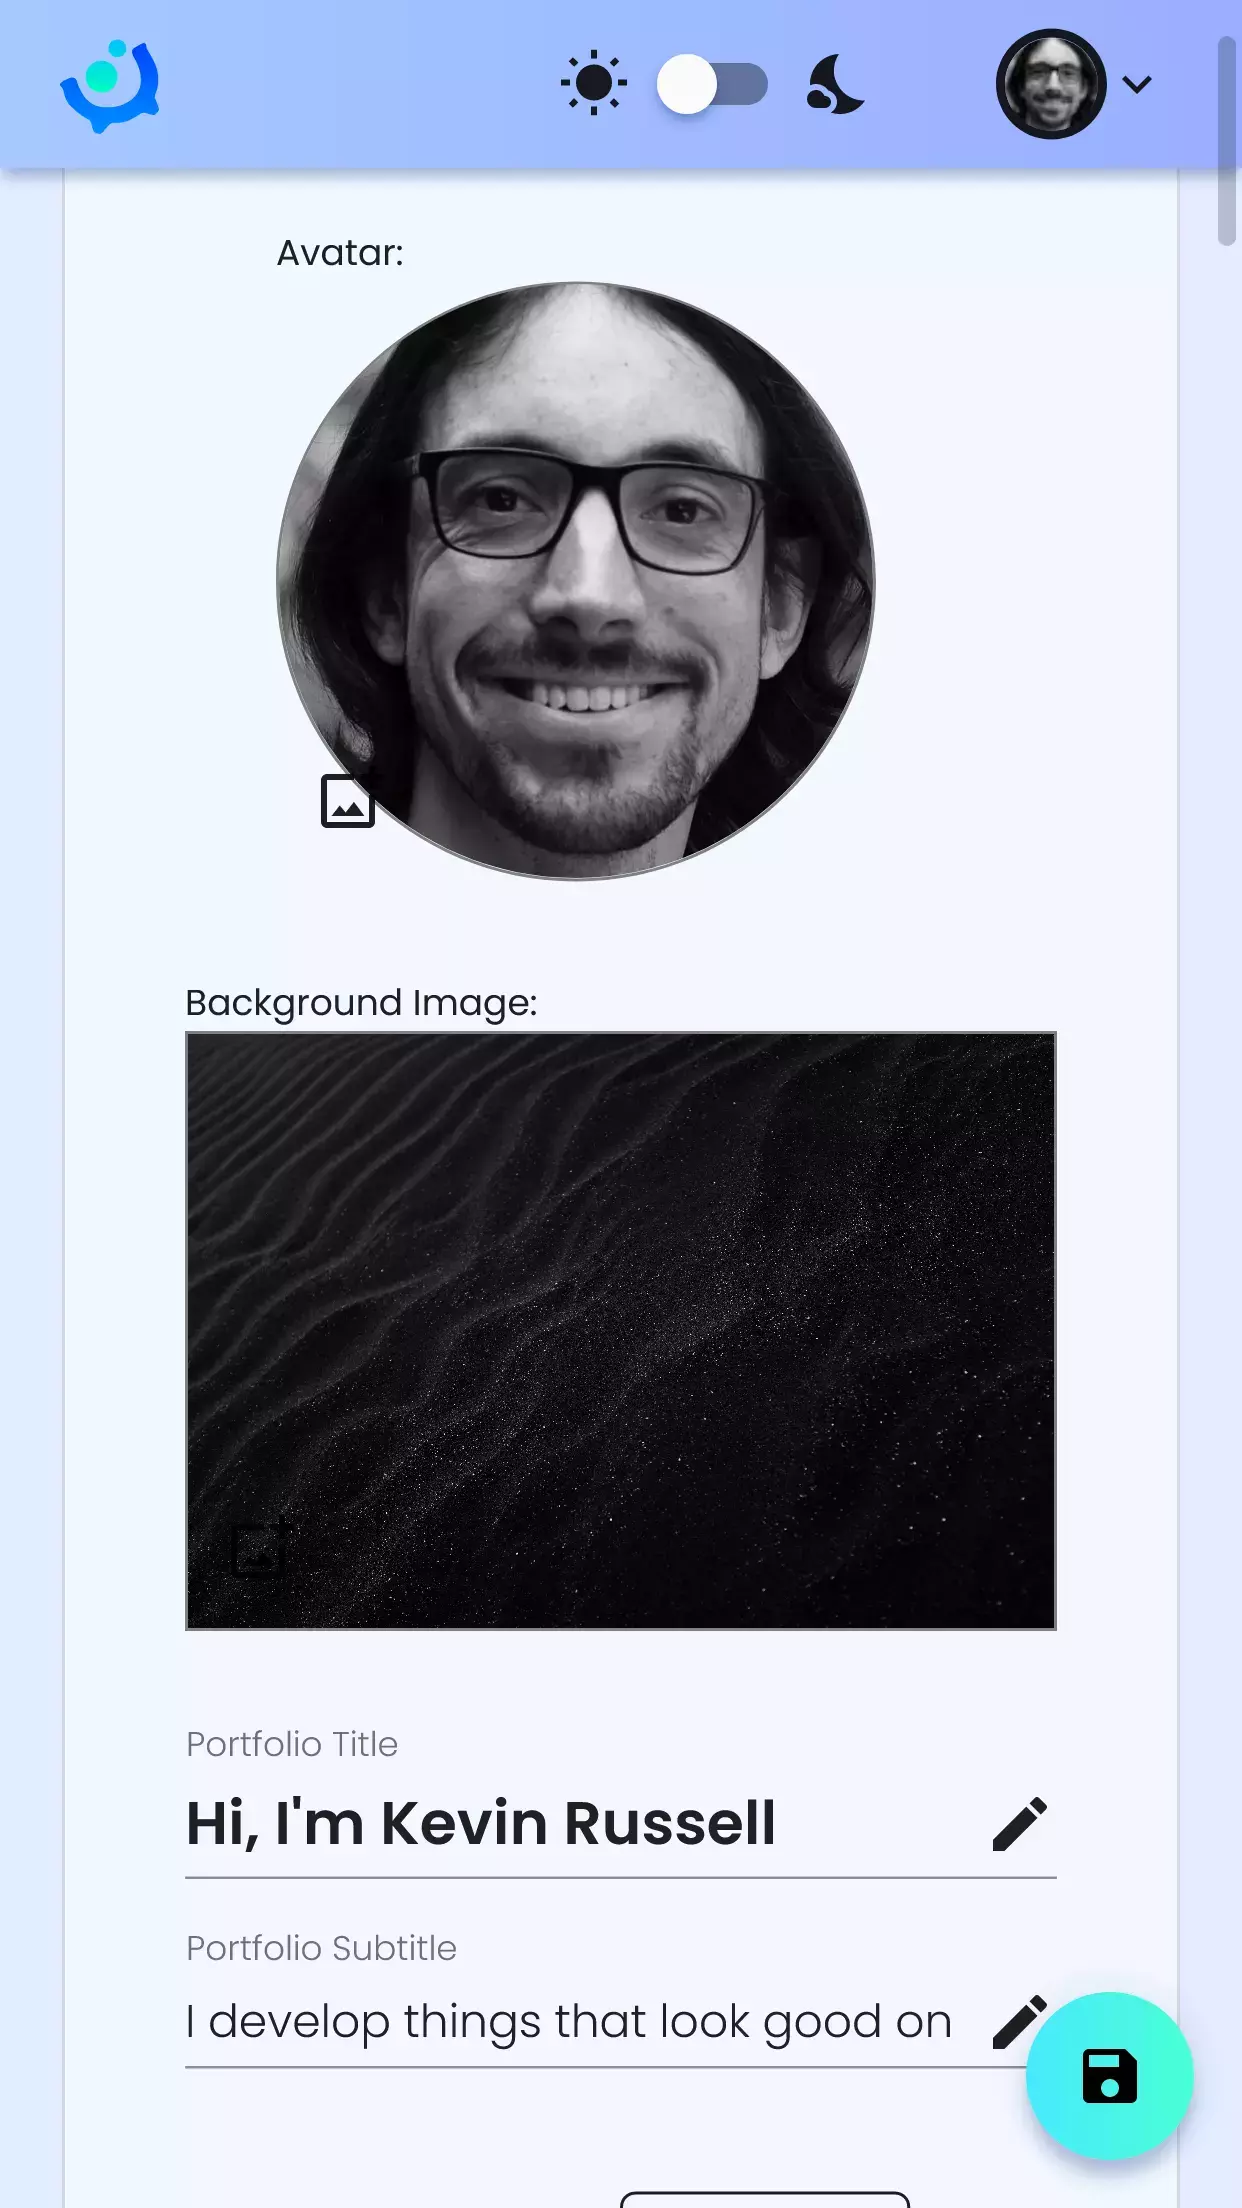 Avatar:
Background Image:
Portfolio Title
Hi, I'm Kevin Russell
Portfolio Subtitle
I develop things that look good on